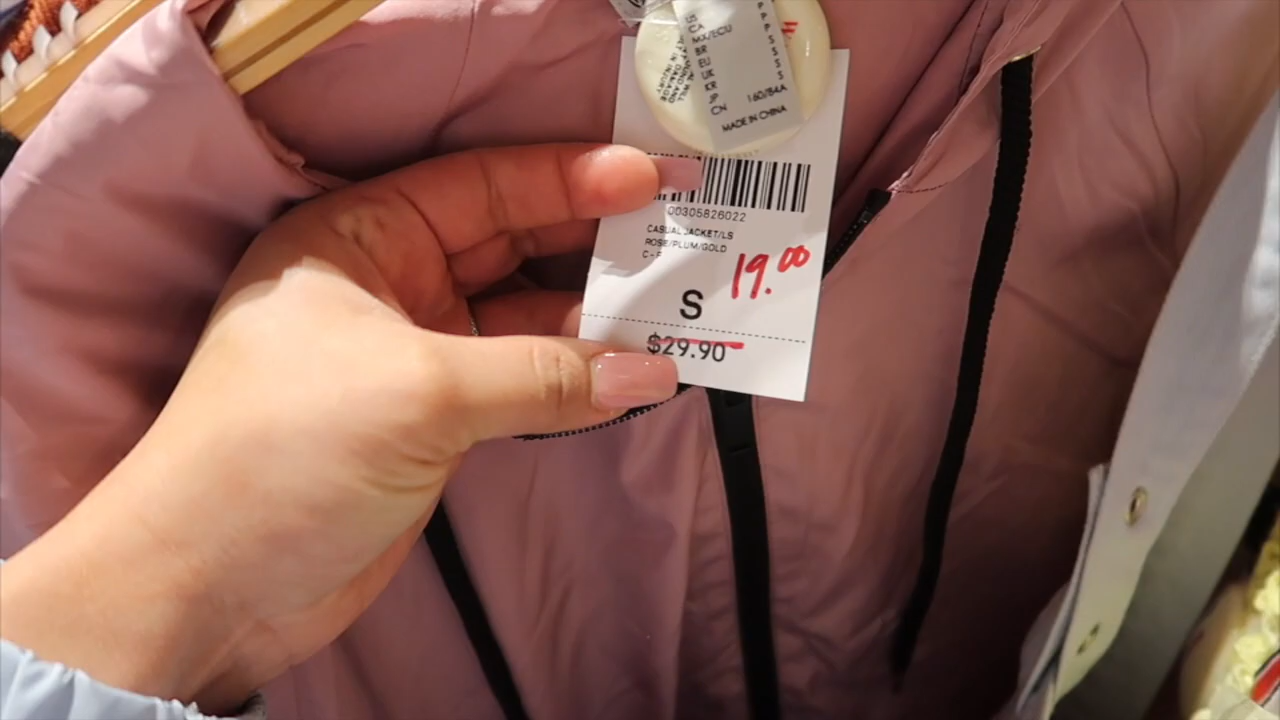 US P
CA P
MX/ECU P
BR P
EU S
UK S
KR S
JP S
CN 160/84A
MADE IN CHINA
00305826022
CASUAL JACKET/LS
ROSE/PLUM/GOLD
C-F
19.00
S
$29.90